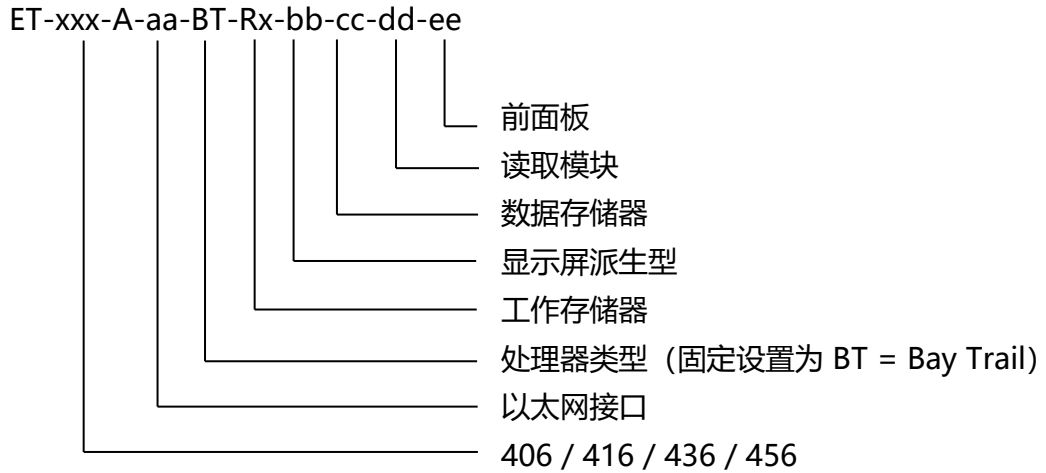 ET-xxx-A-aa-BT-Rx-bb-cc-dd-ee
前面板
读取模块
数据存储器
显示屏派生型
工作存储器
处理器类型（固定设置为 BT = Bay Trail）
以太网接口
406 / 416 / 436 / 456